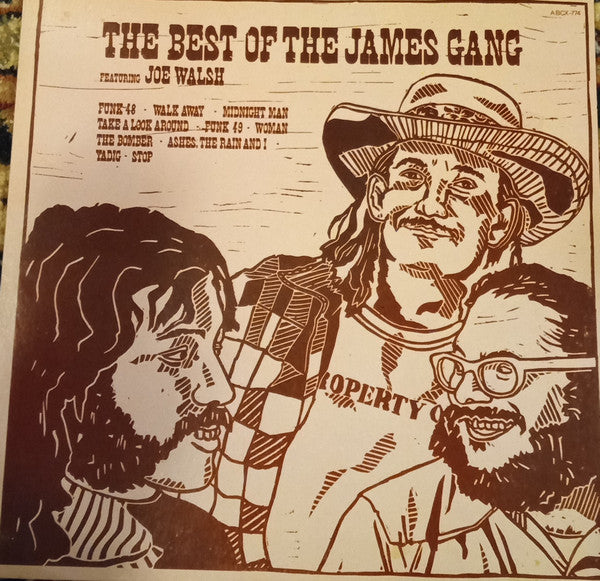 ABCX-774
THE BEST OF THE JAMES GANG
FEATURING JOE WALSH
FUNK 48 - WALK AWAY - MIDNIGHT MAN
TAKE A LOOK AROUND - FUNK 49 - WOMAN
THE BOMBER - ASHES, THE RAIN AND I
YADIG - STOP
ROPERTY O